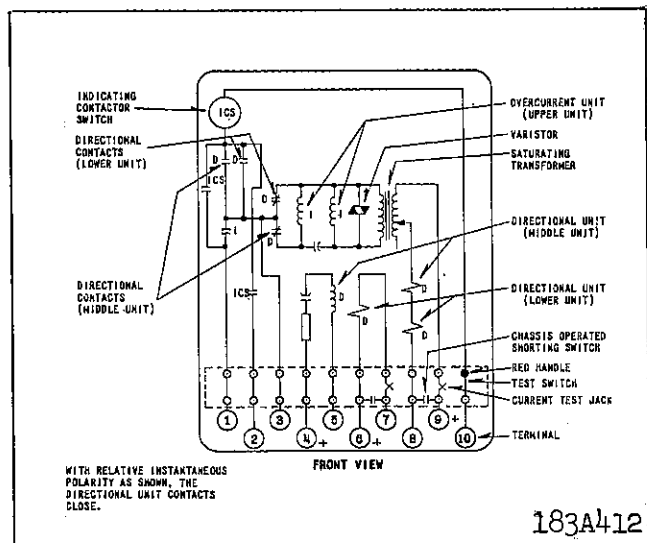 INDICATING
CONTACTOR
SWITCH
DIRECTIONAL
CONTACTS
(LOWER UNIT)
DIRECTIONAL
CONTACTS
(MIDDLE UNIT)
ICS
D
D
ICS
I
ICS
D
D
I
I
D
D
D
D
OVERCURRENT UNIT
(UPPER UNIT)
VARISTOR
SATURATING
TRANSFORMER
DIRECTIONAL UNIT
(MIDDLE UNIT)
DIRECTIONAL UNIT
(LOWER UNIT)
CHASSIS OPERATED
SHORTING SWITCH
RED HANDLE
TEST SWITCH
CURRENT TEST JACK
TERMINAL
1 2 3 4 + 5 6 + 7 8 9 + 10
FRONT VIEW
WITH RELATIVE INSTANTANEOUS
POLARITY AS SHOWN, THE
DIRECTIONAL UNIT CONTACTS
CLOSE.
183A412